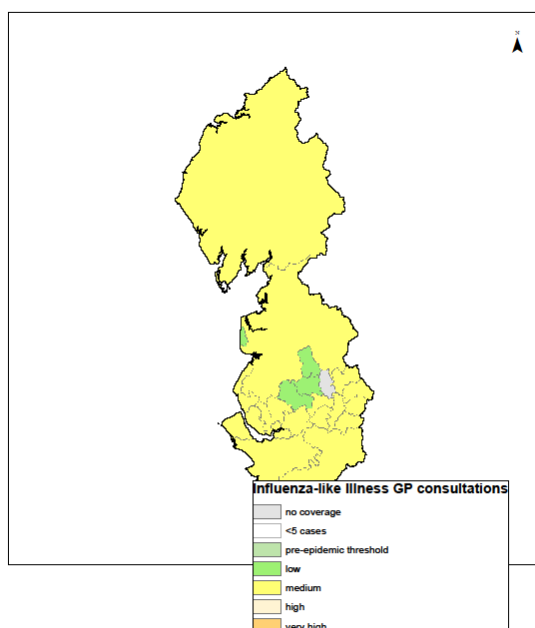 N
Influenza-like Illness GP consultations
no coverage
<5 cases
pre-epidemic threshold
low
medium
high
very high